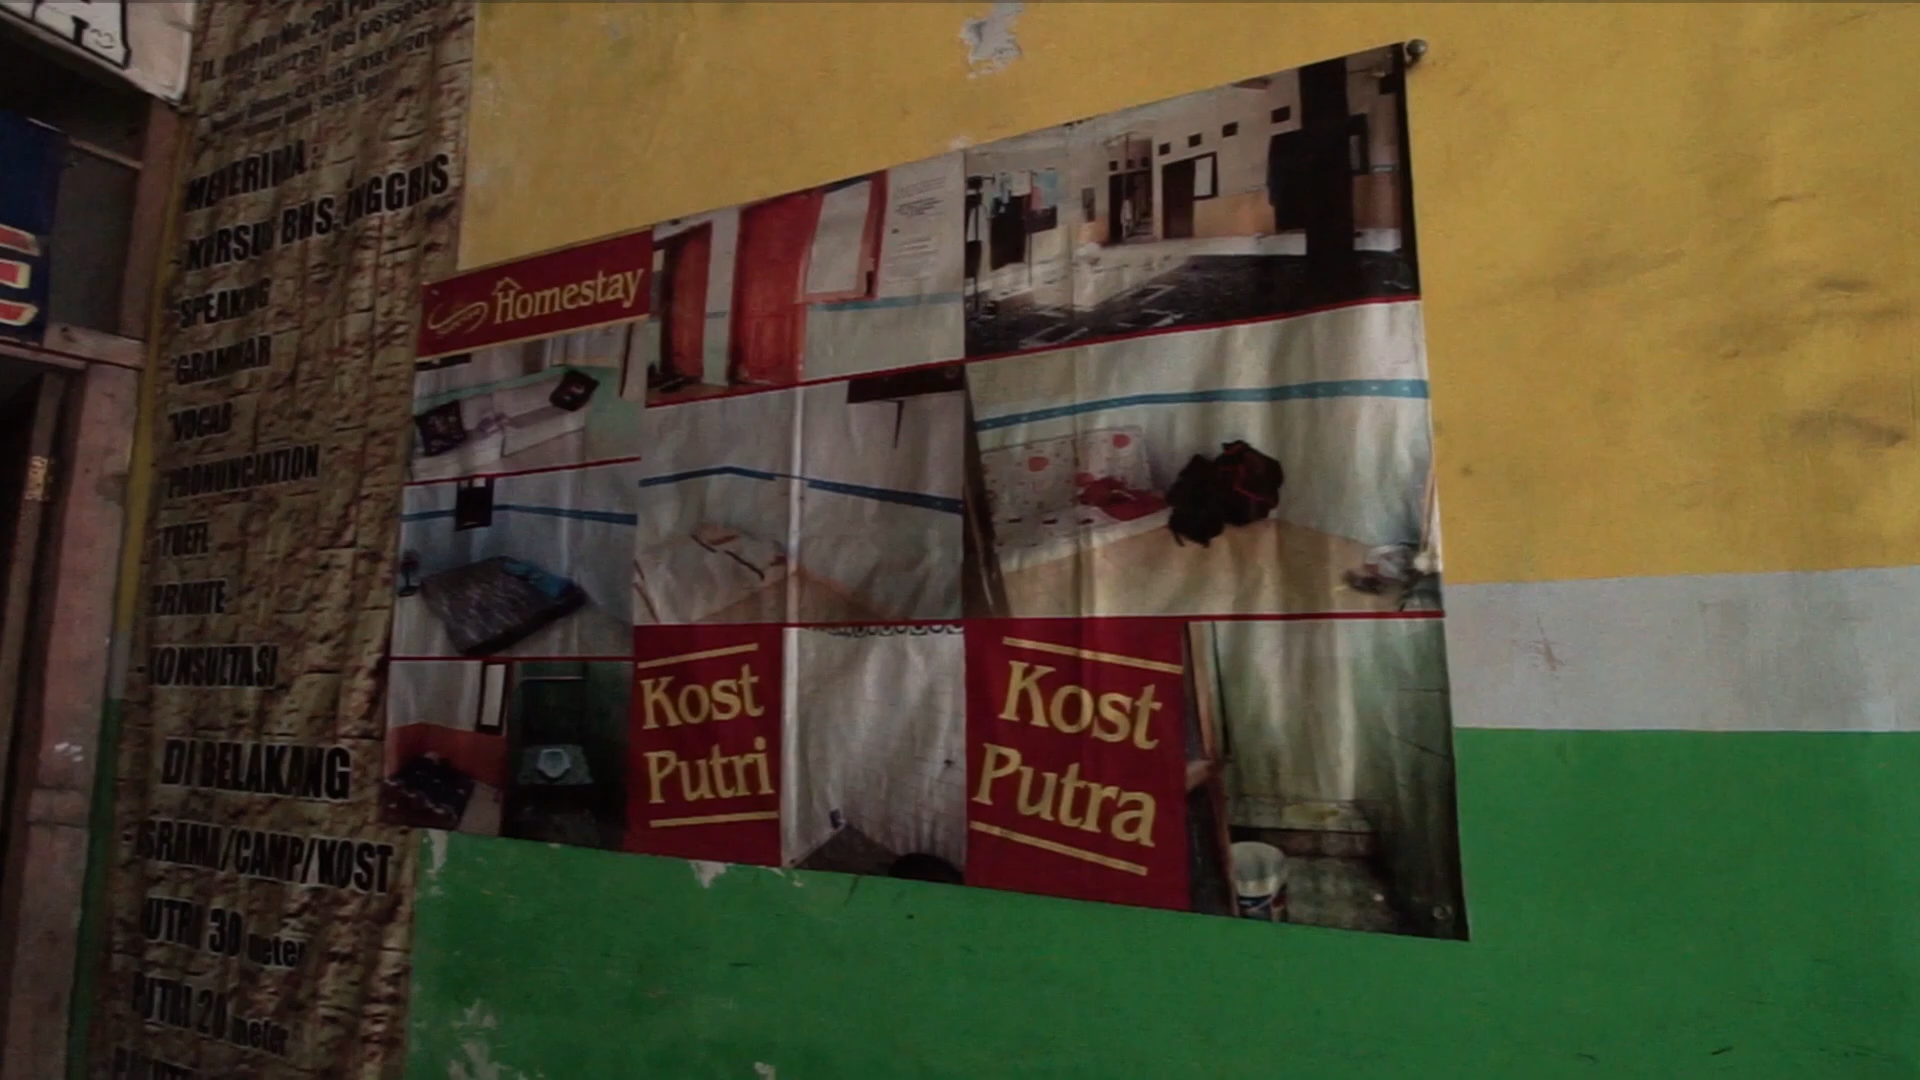 MENERIMA :
- KURSUS BHS. INGGRIS
- SPEAKING
- GRAMMAR
- VOCAB
- PRONUNCIATION
- TOEFL
- PRIVATE
- KONSULTASI
DI BELAKANG
- ASRAMA/CAMP/KOST
PUTRI 30 meter
PUTRI 20 meter
Homestay
Kost
Putri
Kost
Putra